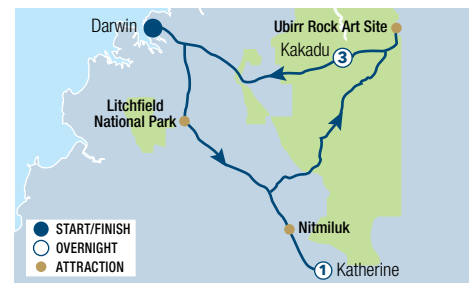 Darwin
Ubirr Rock Art Site
Kakadu
3
Litchfield
National Park
Nitmiluk
1 Katherine
START/FINISH
OVERNIGHT
ATTRACTION